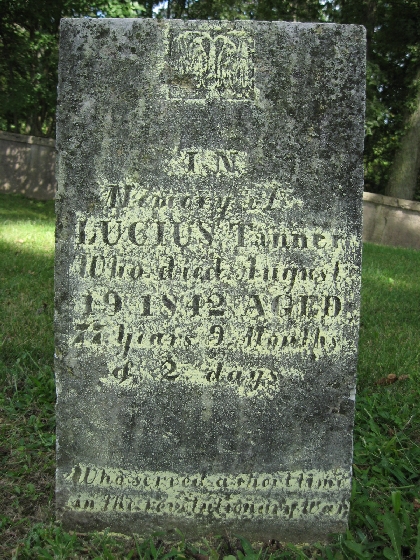 IN
Memory of
LUCIUS Tanner
Who died August
19 1842 AGED
77 Years 9 Months
& 2 days
Who served a short time
in the revolutionary war